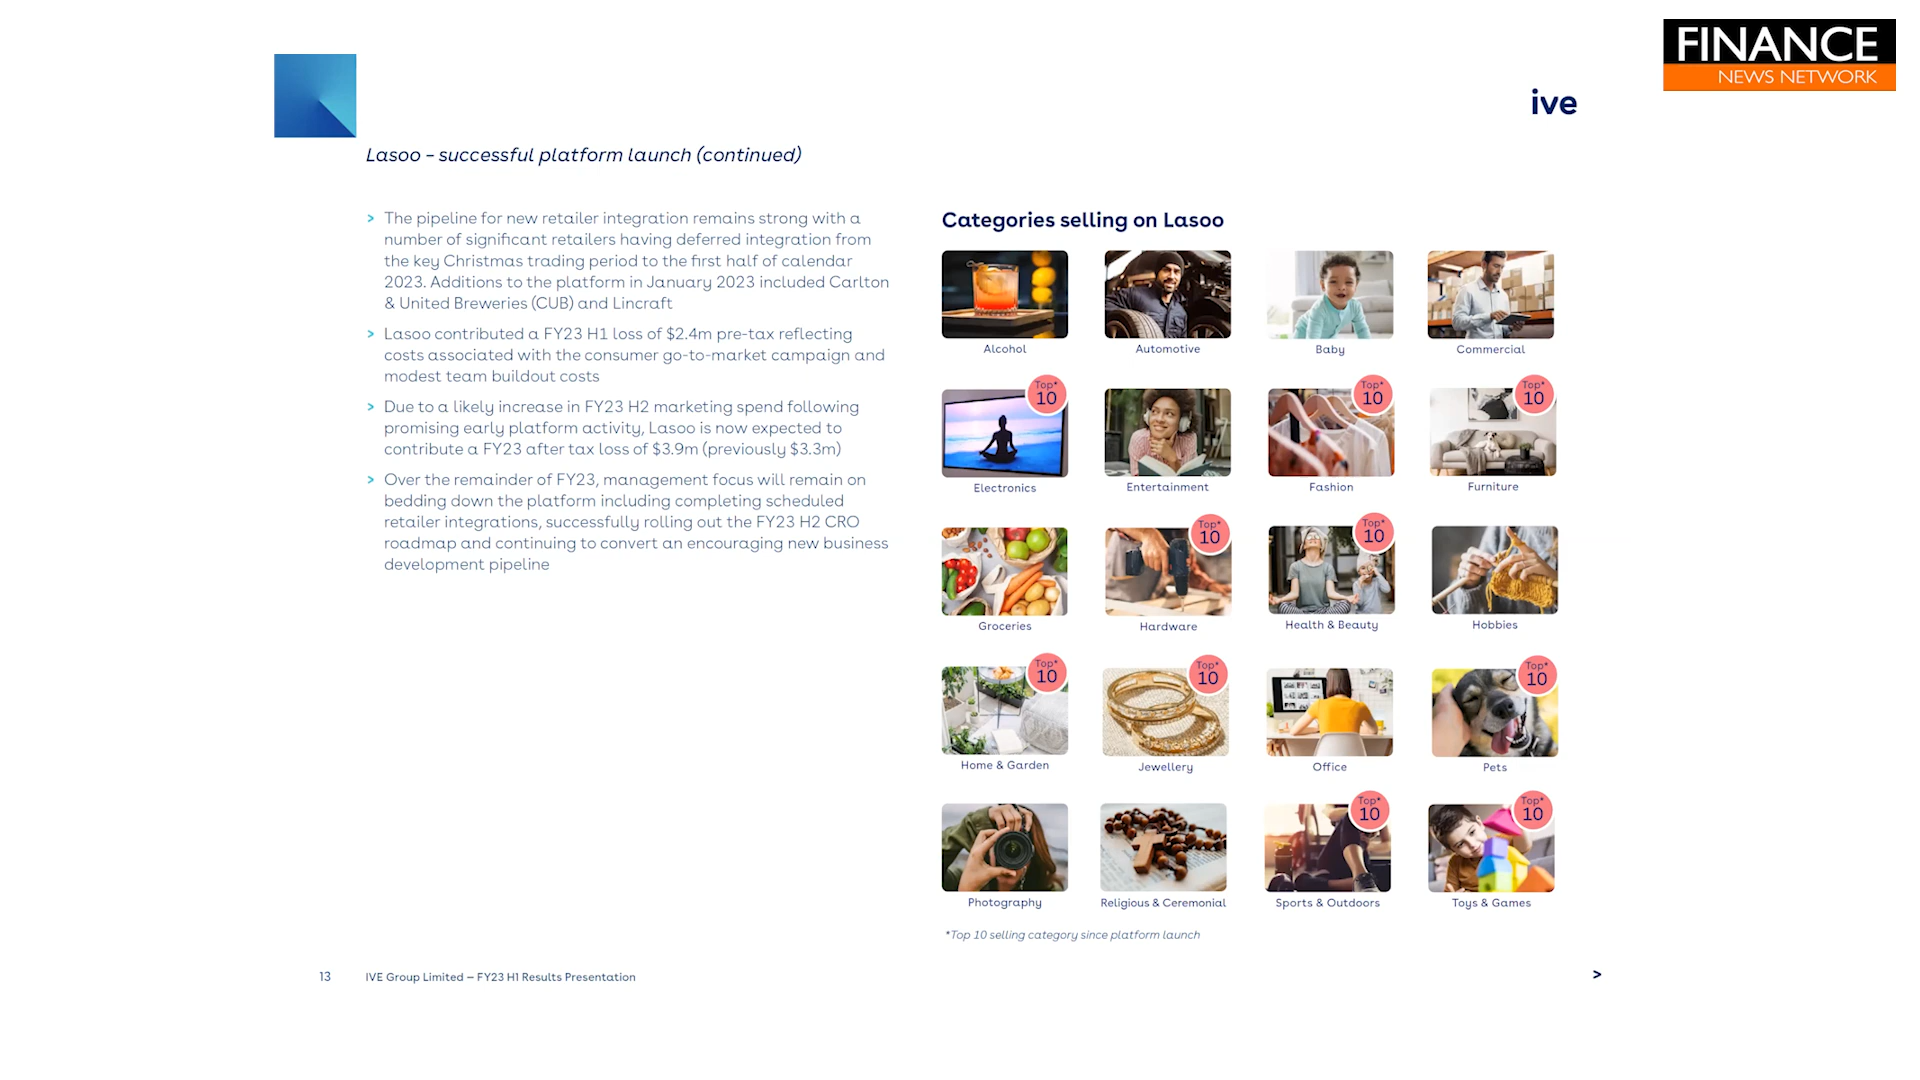 FINANCE
NEWS NETWORK
ive
Lasoo – successful platform launch (continued)
> The pipeline for new retailer integration remains strong with a
number of significant retailers having deferred integration from
the key Christmas trading period to the first half of calendar
2023. Additions to the platform in January 2023 included Carlton
& United Breweries (CUB) and Lincraft
> Lasoo contributed a FY23 H1 loss of $2.4m pre-tax reflecting
costs associated with the consumer go-to-market campaign and
modest team buildout costs
> Due to a likely increase in FY23 H2 marketing spend following
promising early platform activity, Lasoo is now expected to
contribute a FY23 after tax loss of $3.9m (previously $3.3m)
> Over the remainder of FY23, management focus will remain on
bedding down the platform including completing scheduled
retailer integrations, successfully rolling out the FY23 H2 CRO
roadmap and continuing to convert an encouraging new business
development pipeline
Categories selling on Lasoo
Alcohol
Automotive
Baby
Commercial
Top*
10
Electronics
Entertainment
Top*
10
Fashion
Top*
10
Furniture
Groceries
Top*
10
Hardware
Top*
10
Health & Beauty
Hobbies
Top*
10
Home & Garden
Top*
10
Jewellery
Office
Top*
10
Pets
Photography
Religious & Ceremonial
Top*
10
Sports & Outdoors
Top*
10
Toys & Games
*Top 10 selling category since platform launch
13
IVE Group Limited – FY23 H1 Results Presentation
>